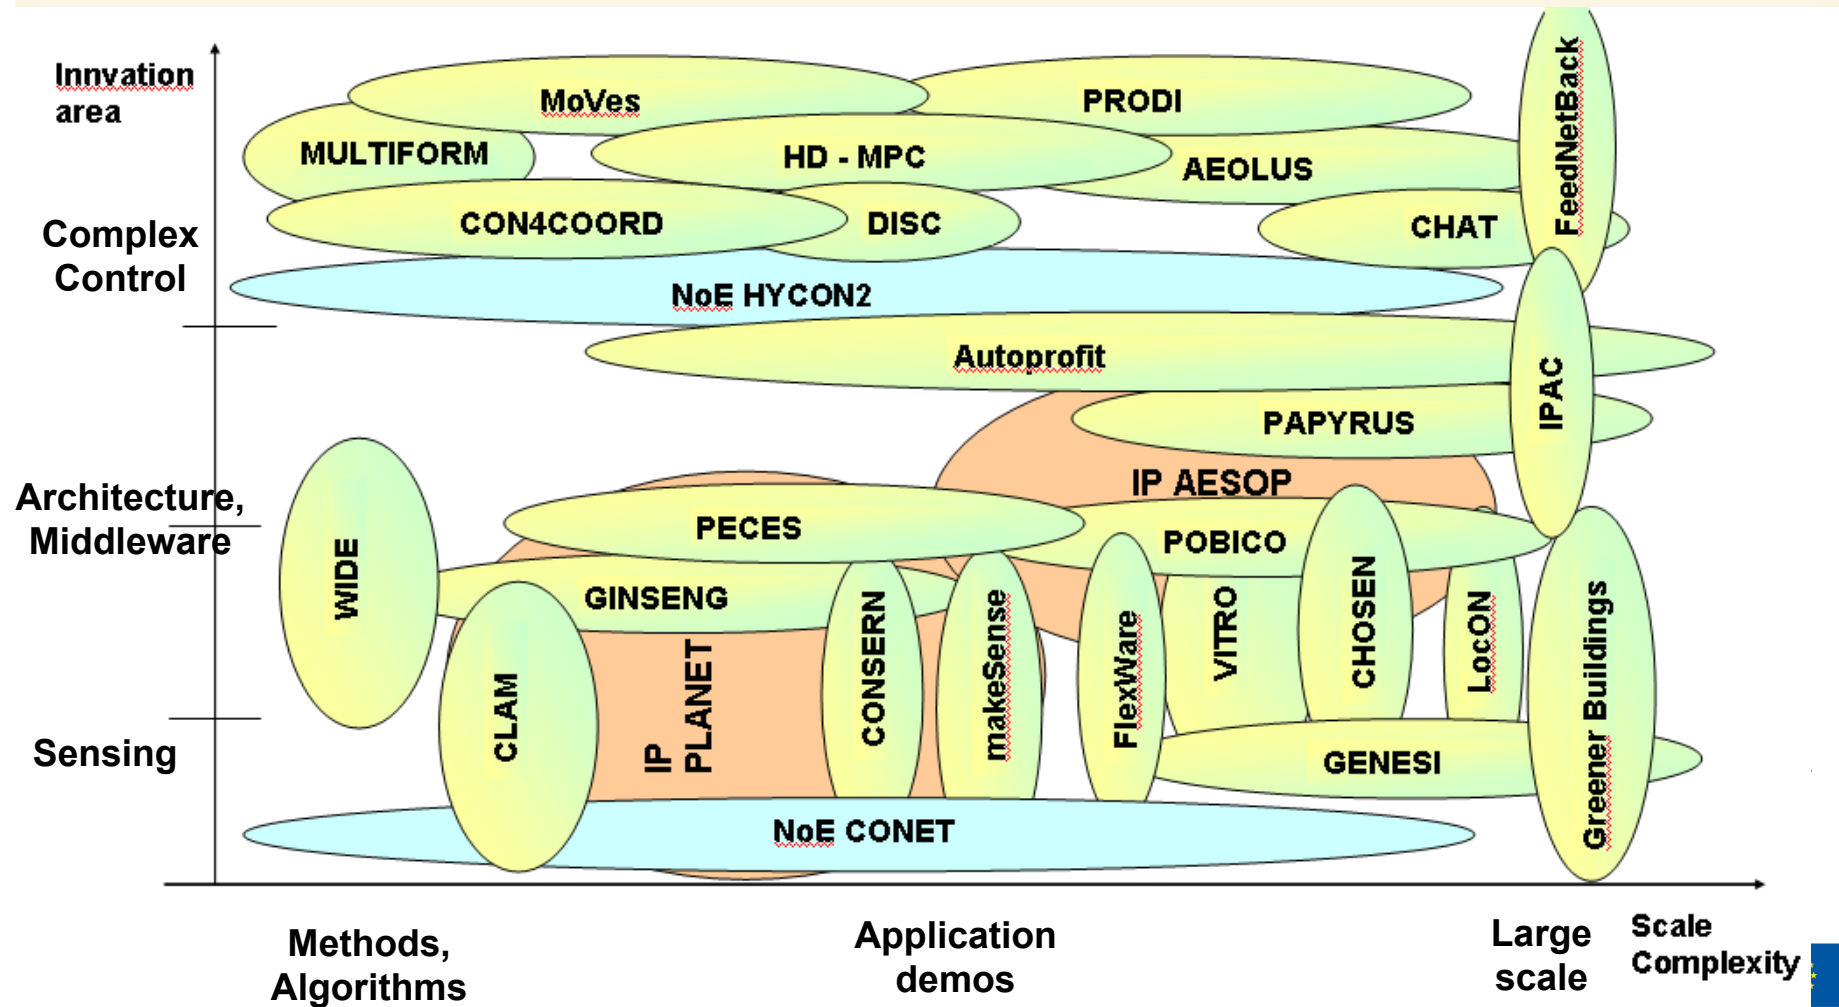 Innvation
area
MoVes
PRODI
FeedNetBack
MULTIFORM
HD - MPC
AEOLUS
CON4COORD
DISC
CHAT
Complex
Control
NoE HYCON2
Autoprofit
IPAC
PAPYRUS
IP AESOP
Architecture,
Middleware
PECES
POBICO
WIDE
GINSENG
CONSERN
makeSense
FlexWare
VITRO
CHOSEN
LocON
Greener Buildings
CLAM
IP
PLANET
Sensing
GENESI
NoE CONET
Methods,
Algorithms
Application
demos
Large
scale
Scale
Complexity